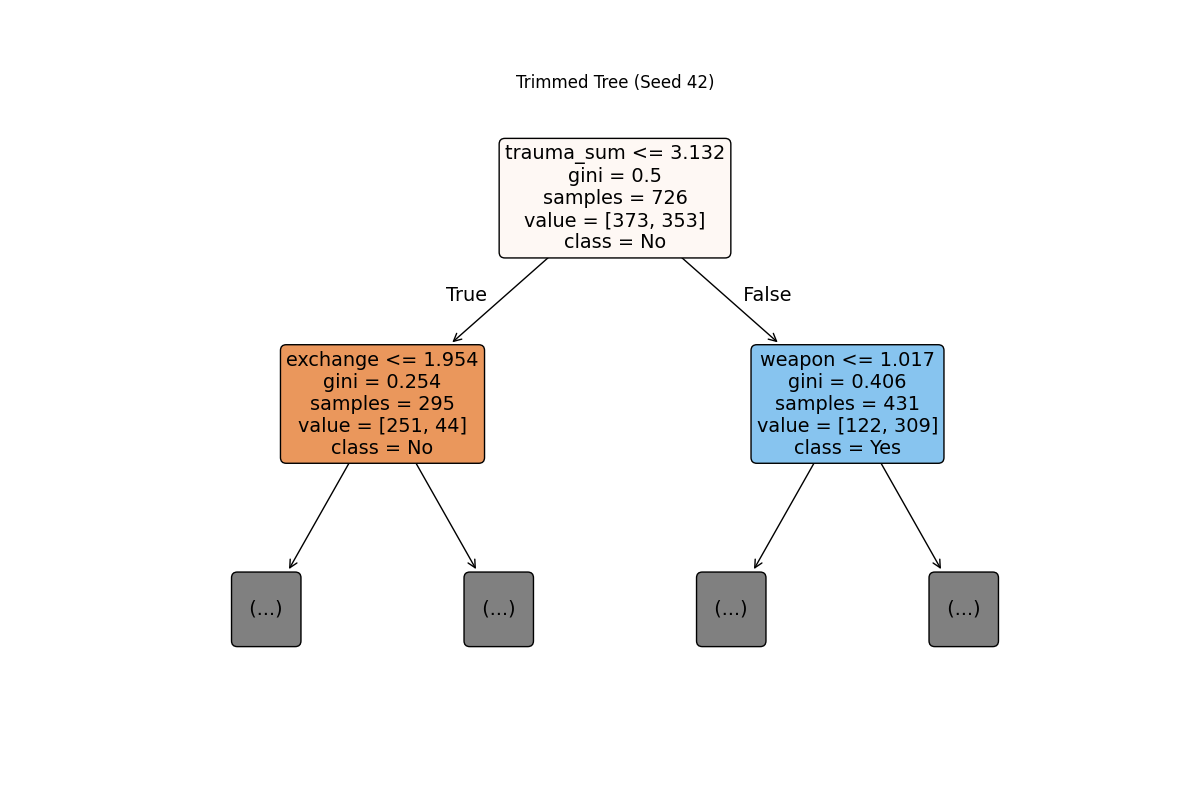 Trimmed Tree (Seed 42)
trauma_sum <= 3.132
gini = 0.5
samples = 726
value = [373, 353]
class = No
True
False
exchange <= 1.954
gini = 0.254
samples = 295
value = [251, 44]
class = No
weapon <= 1.017
gini = 0.406
samples = 431
value = [122, 309]
class = Yes
(...)
(...)
(...)
(...)